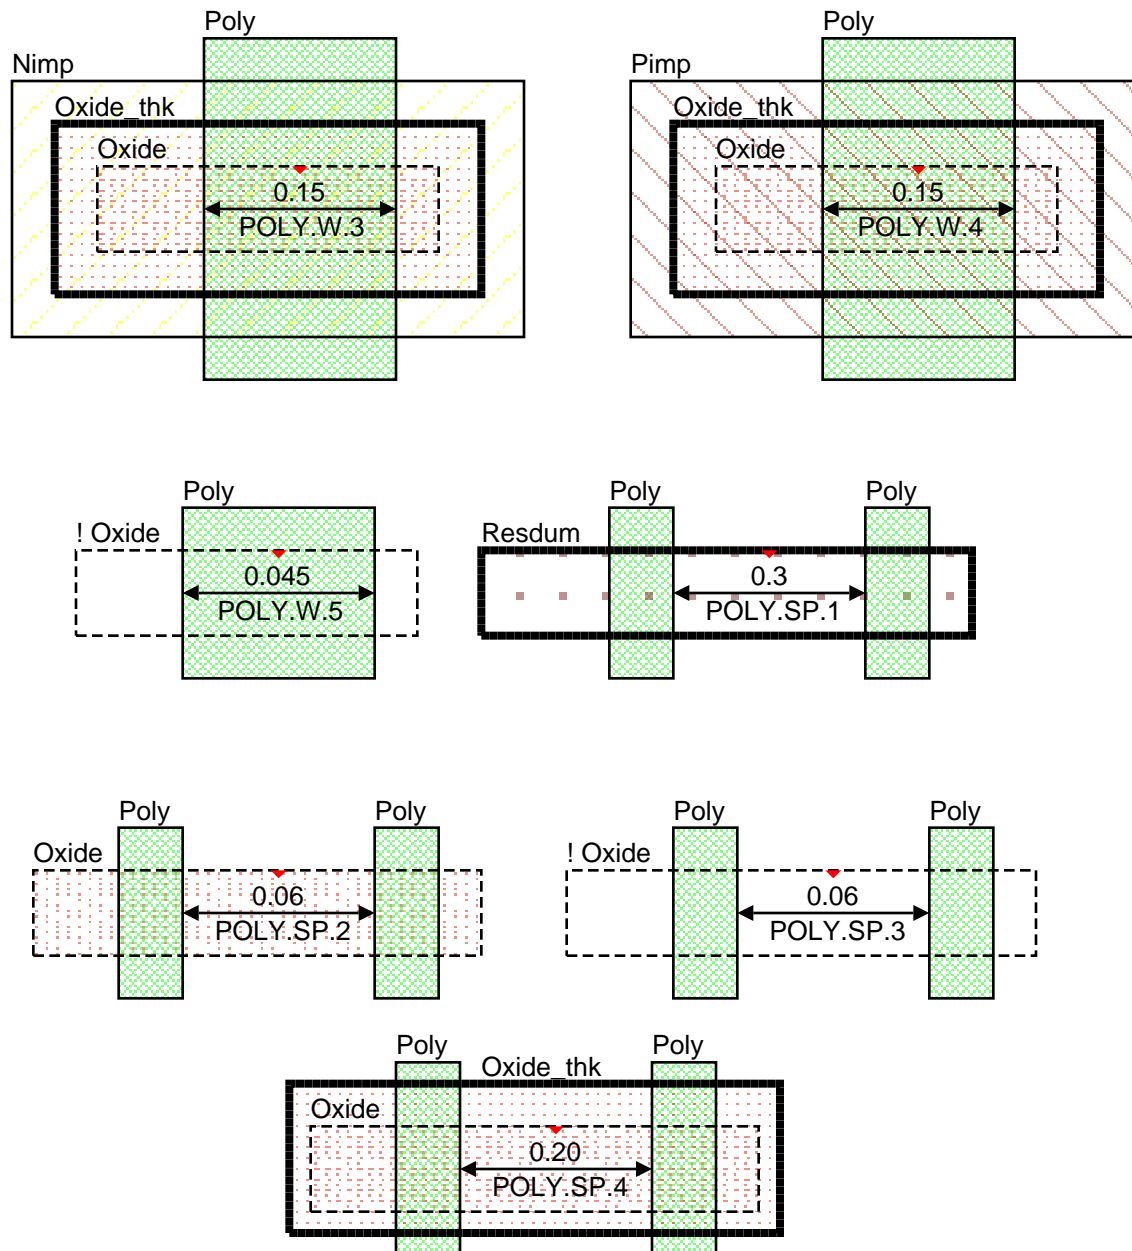 Poly
Nimp
Oxide_thk
Oxide
0.15
POLY.W.3
Poly
Pimp
Oxide_thk
Oxide
0.15
POLY.W.4
Poly
! Oxide
0.045
POLY.W.5
Poly
Poly
Resdum
0.3
POLY.SP.1
Poly
Poly
Oxide
0.06
POLY.SP.2
Poly
Poly
! Oxide
0.06
POLY.SP.3
Poly
Poly
Oxide_thk
Oxide
0.20
POLY.SP.4